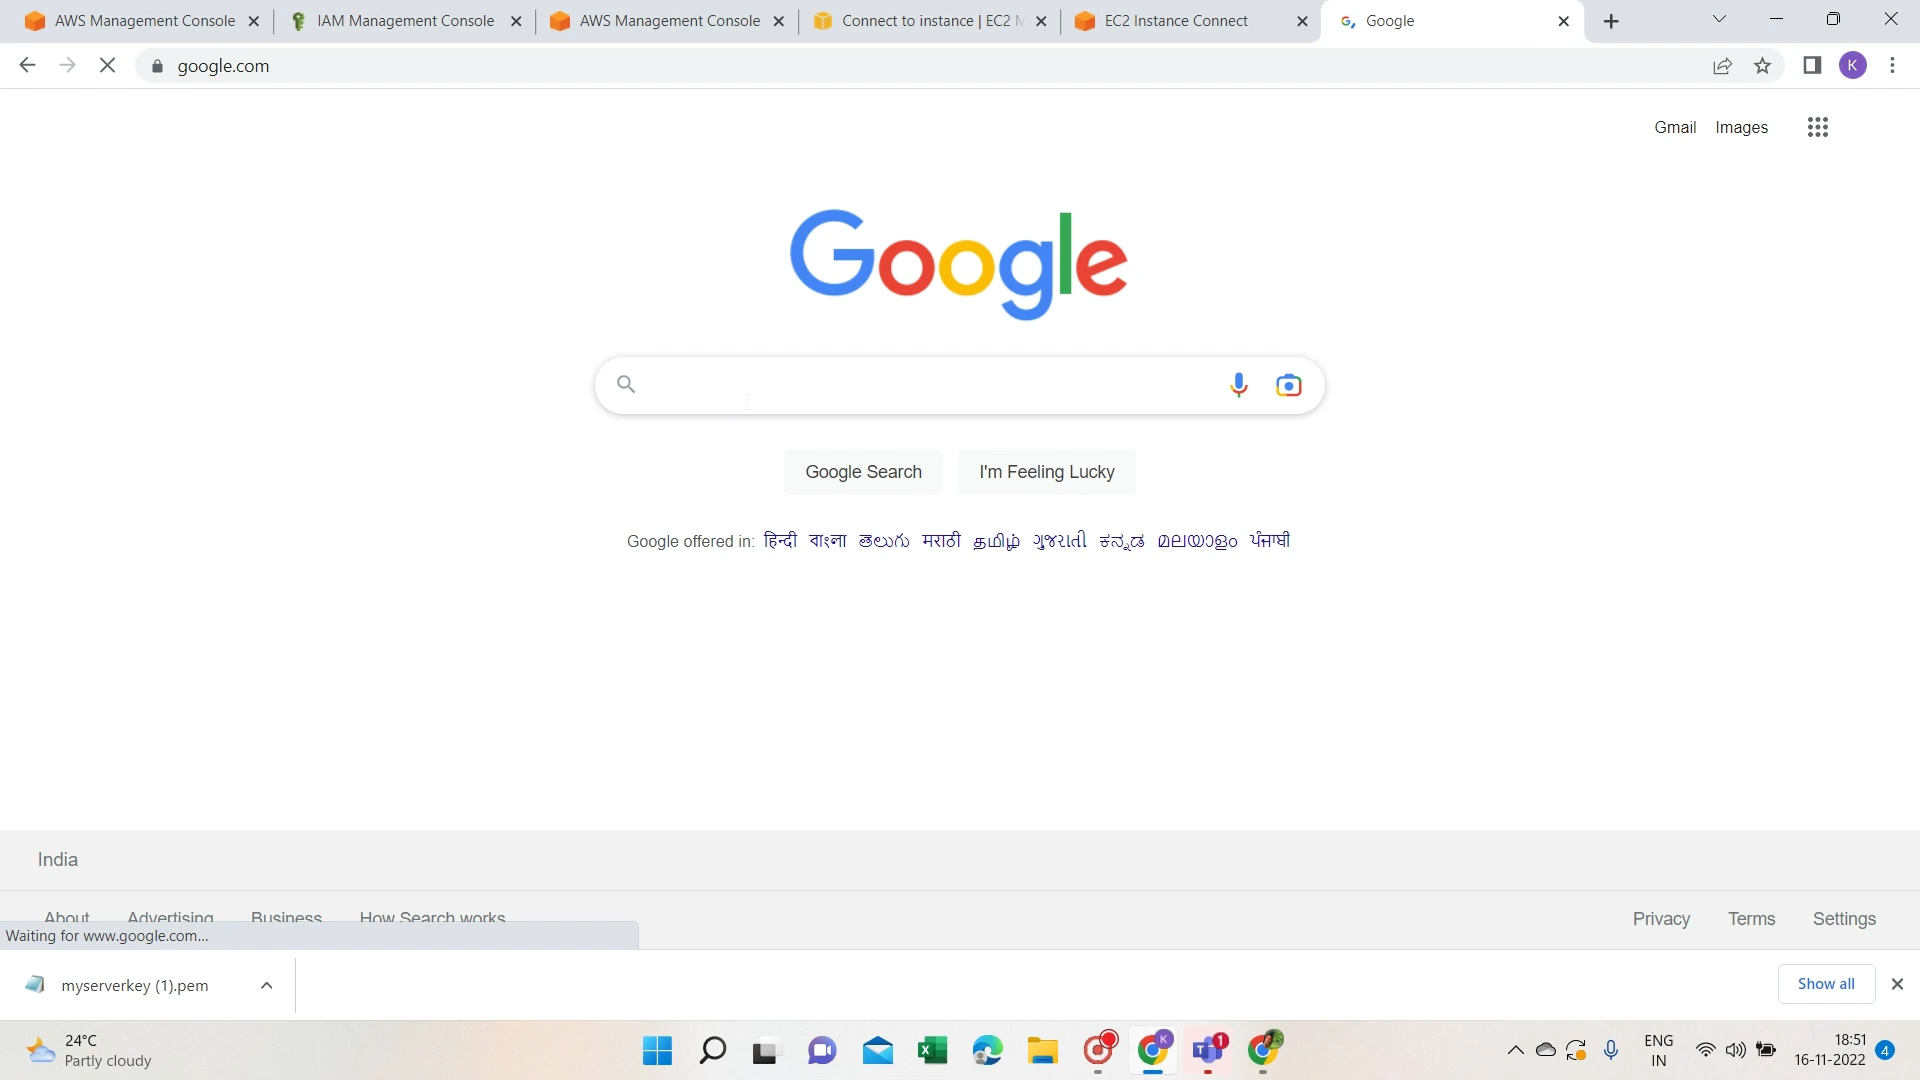 AWS Management Console
IAM Management Console
AWS Management Console
Connect to instance | EC2 M
EC2 Instance Connect
Google
google.com
K
Gmail Images
Google
Google Search
I'm Feeling Lucky
Google offered in: हिन्दी বাংলা తెలుగు मराठी தமிழ் ગુજરાતી ಕನ್ನಡ മലയാളം ਪੰਜਾਬੀ
India
About Advertising Business How Search works
Privacy Terms Settings
Waiting for www.google.com...
myserverkey (1).pem
Show all
24°C
Partly cloudy
K
1
ENG
IN
18:51
16-11-2022
4